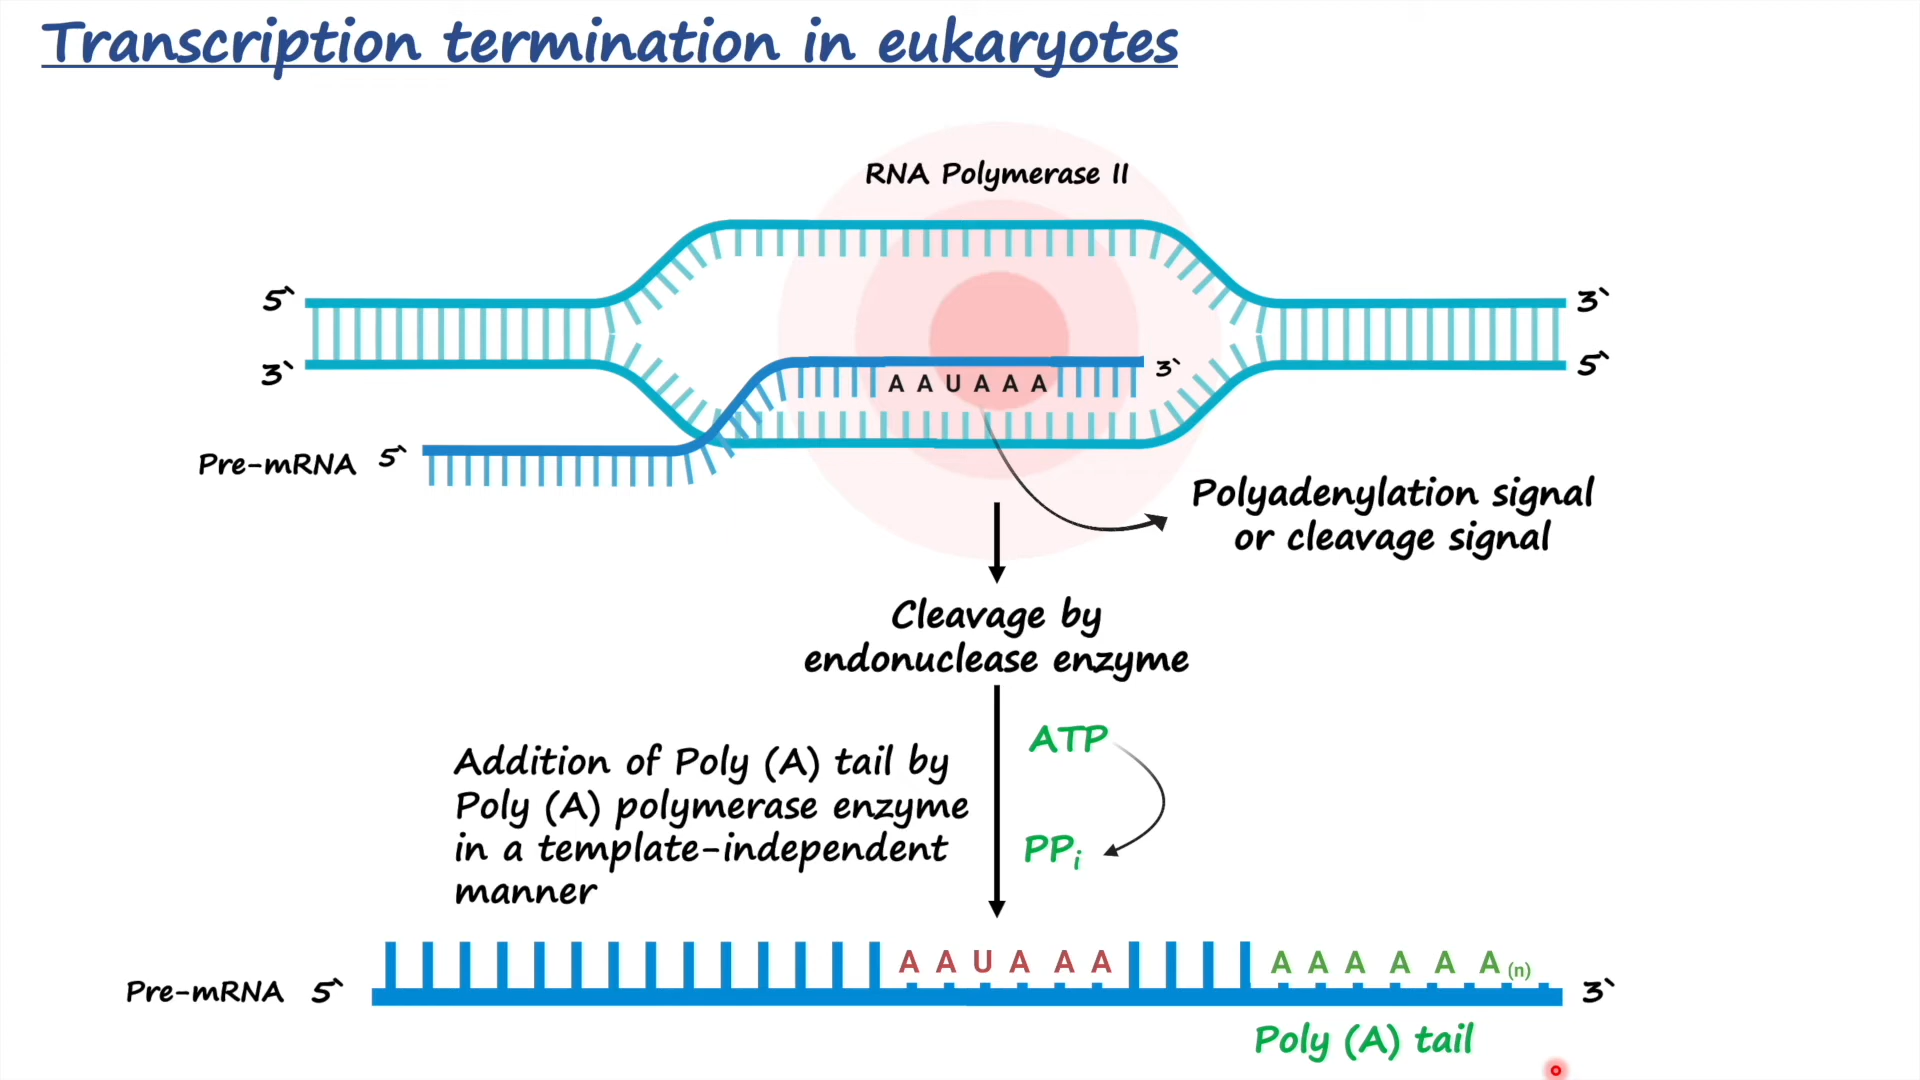 Transcription termination in eukaryotes
RNA Polymerase II
5`
3`
3`
5`
3`
A A U A A A
Pre-mRNA 5`
Polyadenylation signal
or cleavage signal
Cleavage by
endonuclease enzyme
ATP
Addition of Poly (A) tail by
Poly (A) polymerase enzyme
in a template-independent
manner
PPi
Pre-mRNA 5` A A U A A A A A A A A A(n) 3`
Poly (A) tail